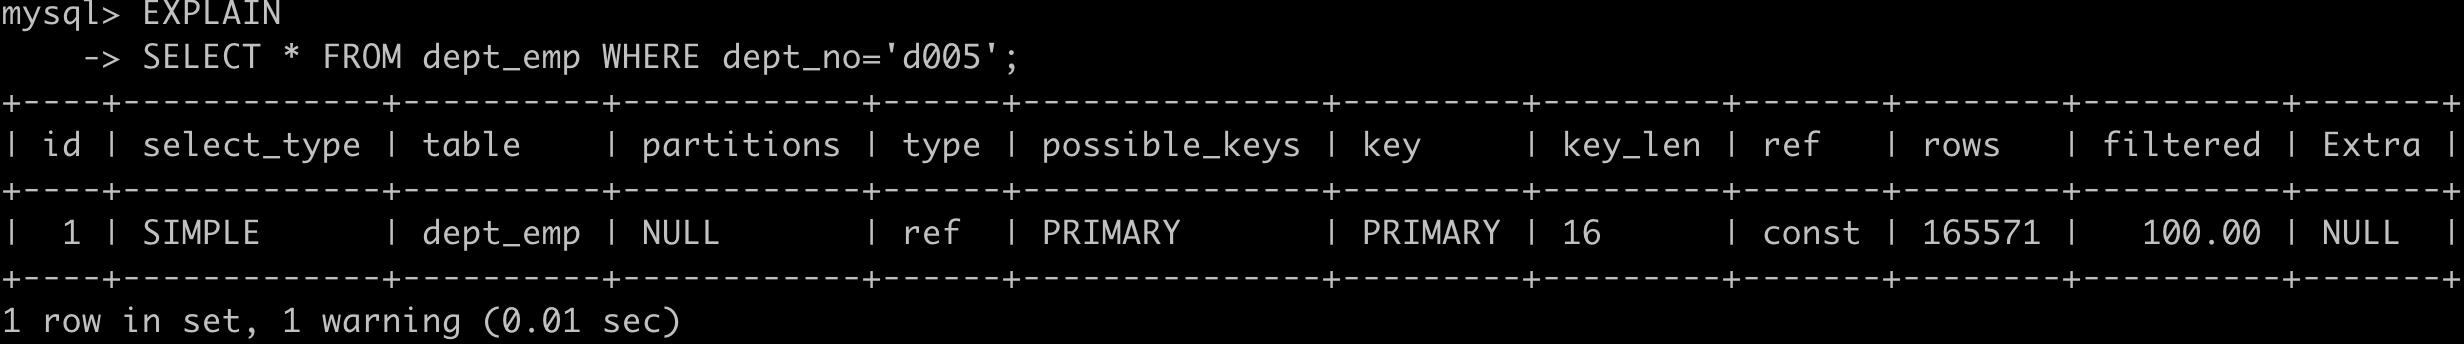 mysql> EXPLAIN
    -> SELECT * FROM dept_emp WHERE dept_no='d005';
+----+-------------+----------+------------+------+---------------+---------+---------+-------+--------+----------+-------+
| id | select_type | table    | partitions | type | possible_keys | key     | key_len | ref   | rows   | filtered | Extra |
+----+-------------+----------+------------+------+---------------+---------+---------+-------+--------+----------+-------+
|  1 | SIMPLE      | dept_emp | NULL       | ref  | PRIMARY       | PRIMARY | 16      | const | 165571 |   100.00 | NULL  |
+----+-------------+----------+------------+------+---------------+---------+---------+-------+--------+----------+-------+
1 row in set, 1 warning (0.01 sec)